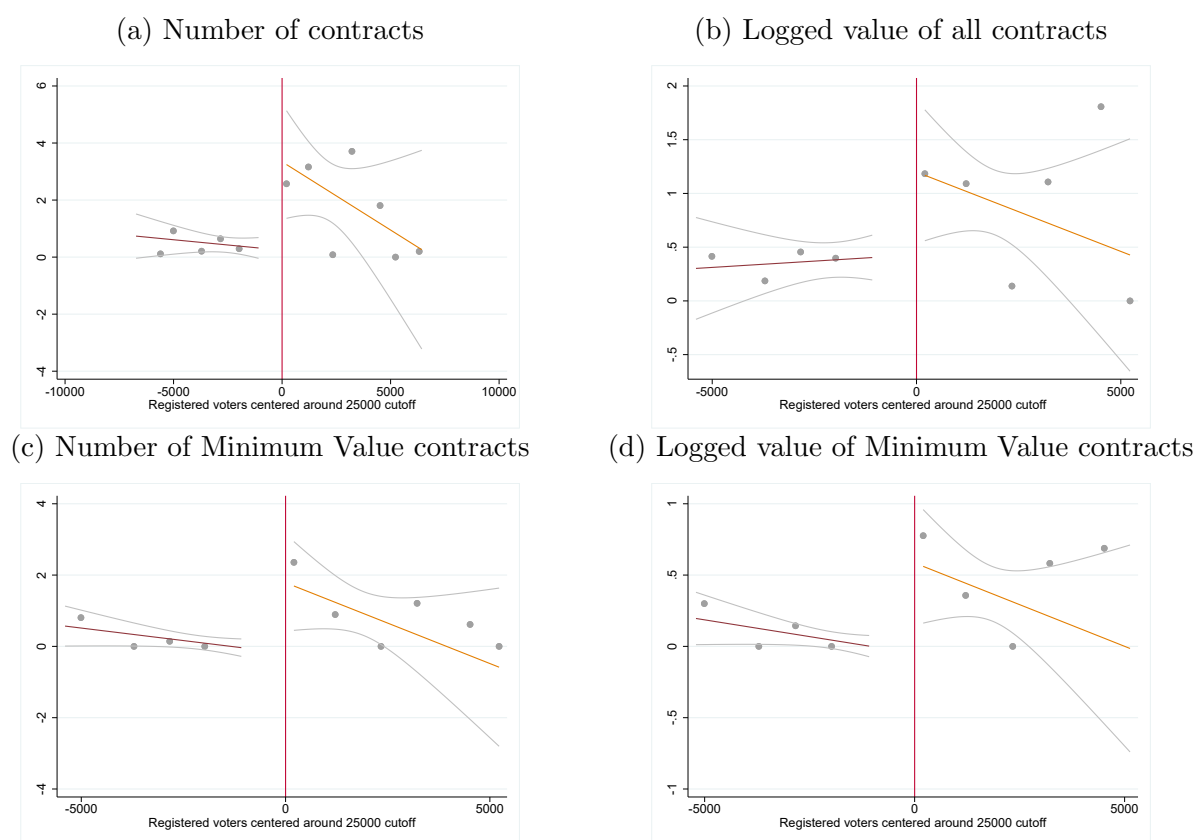 (a) Number of contracts
6
4
2
0
-2
-4
-10000 -5000 0 5000 10000
Registered voters centered around 25000 cutoff
(b) Logged value of all contracts
2
1.5
1
.5
0
-.5
-5000 0 5000
Registered voters centered around 25000 cutoff
(c) Number of Minimum Value contracts
4
2
0
-2
-4
-5000 0 5000
Registered voters centered around 25000 cutoff
(d) Logged value of Minimum Value contracts
1
.5
0
-.5
-1
-5000 0 5000
Registered voters centered around 25000 cutoff